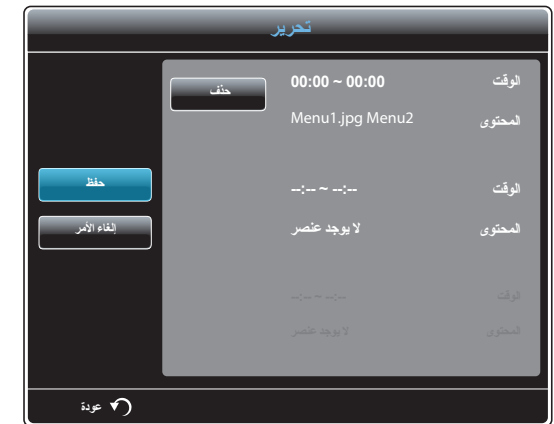 تحرير
الوقت 00:00 ~ 00:00 حذف
المحتوى Menu1.jpg Menu2
حفظ
الوقت --:-- ~ --:--
إلغاء الأمر
المحتوى لا يوجد عنصر
الوقت --:-- ~ --:--
المحتوى لا يوجد عنصر
عودة